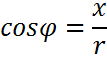 cosφ = x/r